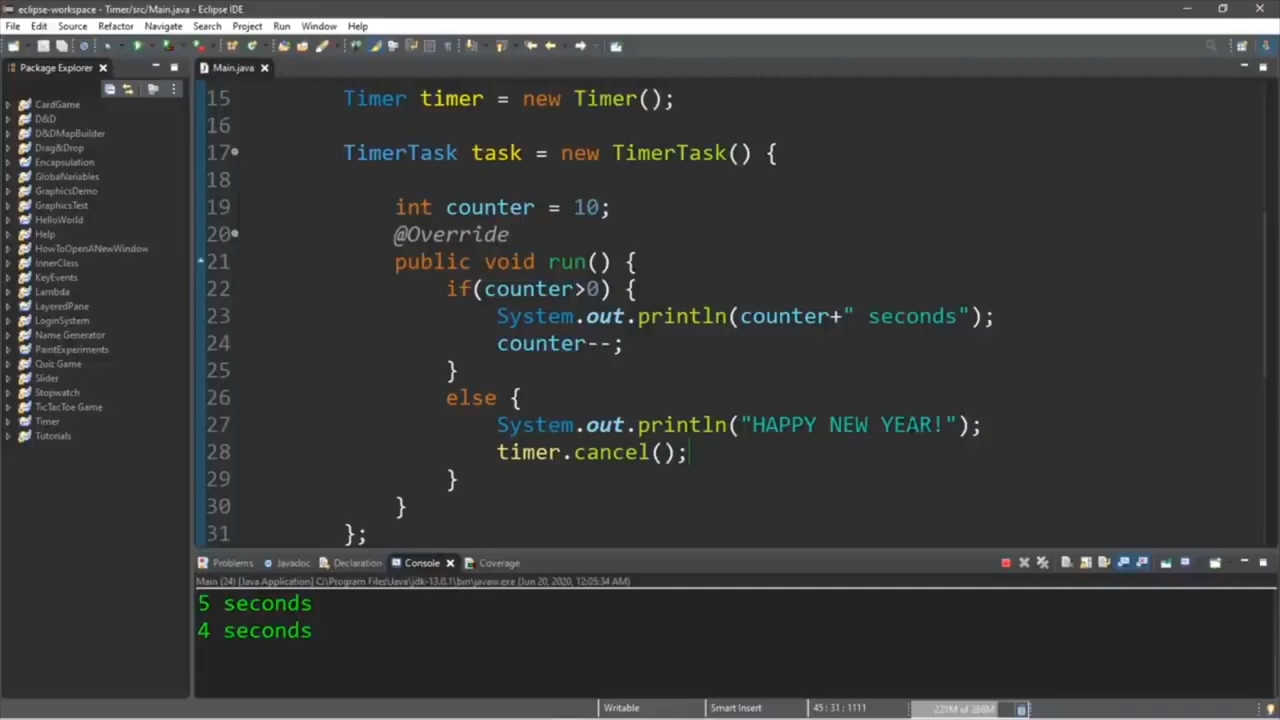 eclipse-workspace - Timer/src/Main.java - Eclipse IDE
File Edit Source Refactor Navigate Search Project Run Window Help
Package Explorer
Main.java
CardGame
D&D
D&DMapBuilder
Drag&Drop
Encapsulation
GlobalVariables
GraphicsDemo
GraphicsTest
HelloWorld
Help
HowToOpenANewWindow
InnerClass
KeyEvents
Lambda
LayeredPane
LoginSystem
Name Generator
PaintExperiments
Quiz Game
Slider
Stopwatch
TicTacToe Game
Timer
Tutorials
15 Timer timer = new Timer();
16
17 TimerTask task = new TimerTask() {
18
19 int counter = 10;
20 @Override
21 public void run() {
22 if(counter>0) {
23 System.out.println(counter+" seconds");
24 counter--;
25 }
26 else {
27 System.out.println("HAPPY NEW YEAR!");
28 timer.cancel();
29 }
30 }
31 };
Problems Javadoc Declaration Console Coverage
Main (24) [Java Application] C:\Program Files\Java\jdk-13.0.1\bin\javaw.exe (Jun 20, 2020, 12:05:34 AM)
5 seconds
4 seconds
Writable Smart Insert 45 : 31 : 1111